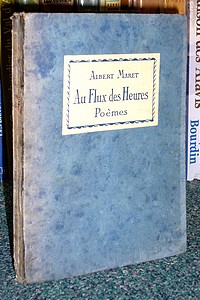 Albert Maret
Au Flux des Heures
Poèmes
Bourdin